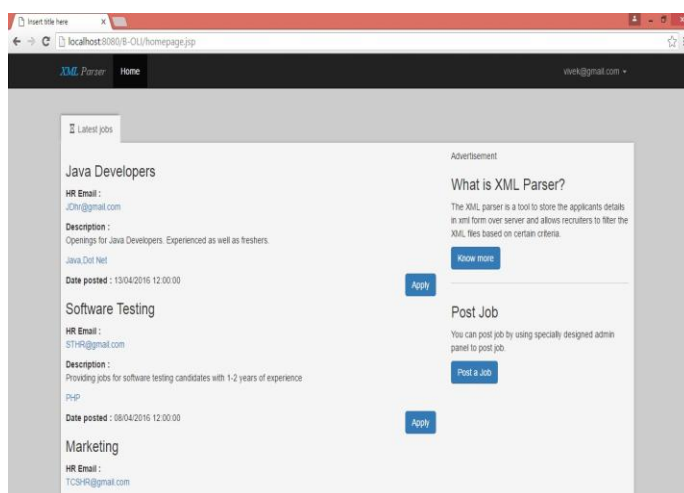 Insert title here
localhost:8080/B-OLI/homepage.jsp
XML Parser Home vivek@gmail.com
Latest jobs
Java Developers
HR Email :
JDhr@gmail.com
Description :
Openings for Java Developers. Experienced as well as freshers.
Java,Dot Net
Date posted : 13/04/2016 12:00:00
Apply
Software Testing
HR Email :
STHR@gmail.com
Description :
Providing jobs for software testing candidates with 1-2 years of experience
PHP
Date posted : 08/04/2016 12:00:00
Apply
Marketing
HR Email :
TCSHR@gmail.com
Advertisement
What is XML Parser?
The XML parser is a tool to store the applicants details
in xml form over server and allows recruiters to filter the
XML files based on certain criteria.
Know more
Post Job
You can post job by using specially designed admin
panel to post job.
Post a Job